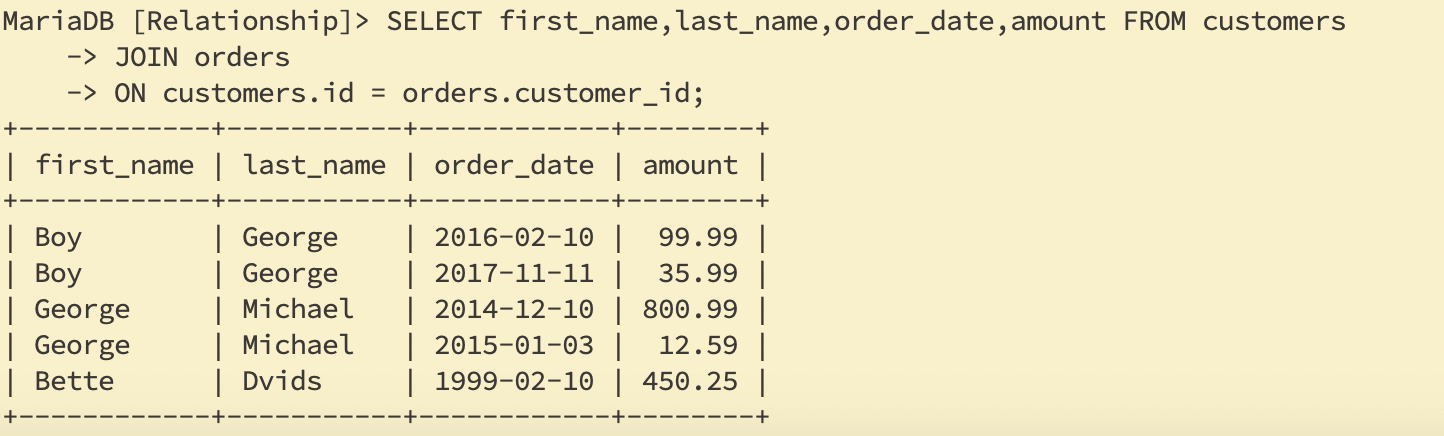 MariaDB [Relationship]> SELECT first_name,last_name,order_date,amount FROM customers
    -> JOIN orders
    -> ON customers.id = orders.customer_id;
+------------+-----------+------------+--------+
| first_name | last_name | order_date | amount |
+------------+-----------+------------+--------+
| Boy        | George    | 2016-02-10 |  99.99 |
| Boy        | George    | 2017-11-11 |  35.99 |
| George     | Michael   | 2014-12-10 | 800.99 |
| George     | Michael   | 2015-01-03 |  12.59 |
| Bette      | Dvids     | 1999-02-10 | 450.25 |
+------------+-----------+------------+--------+